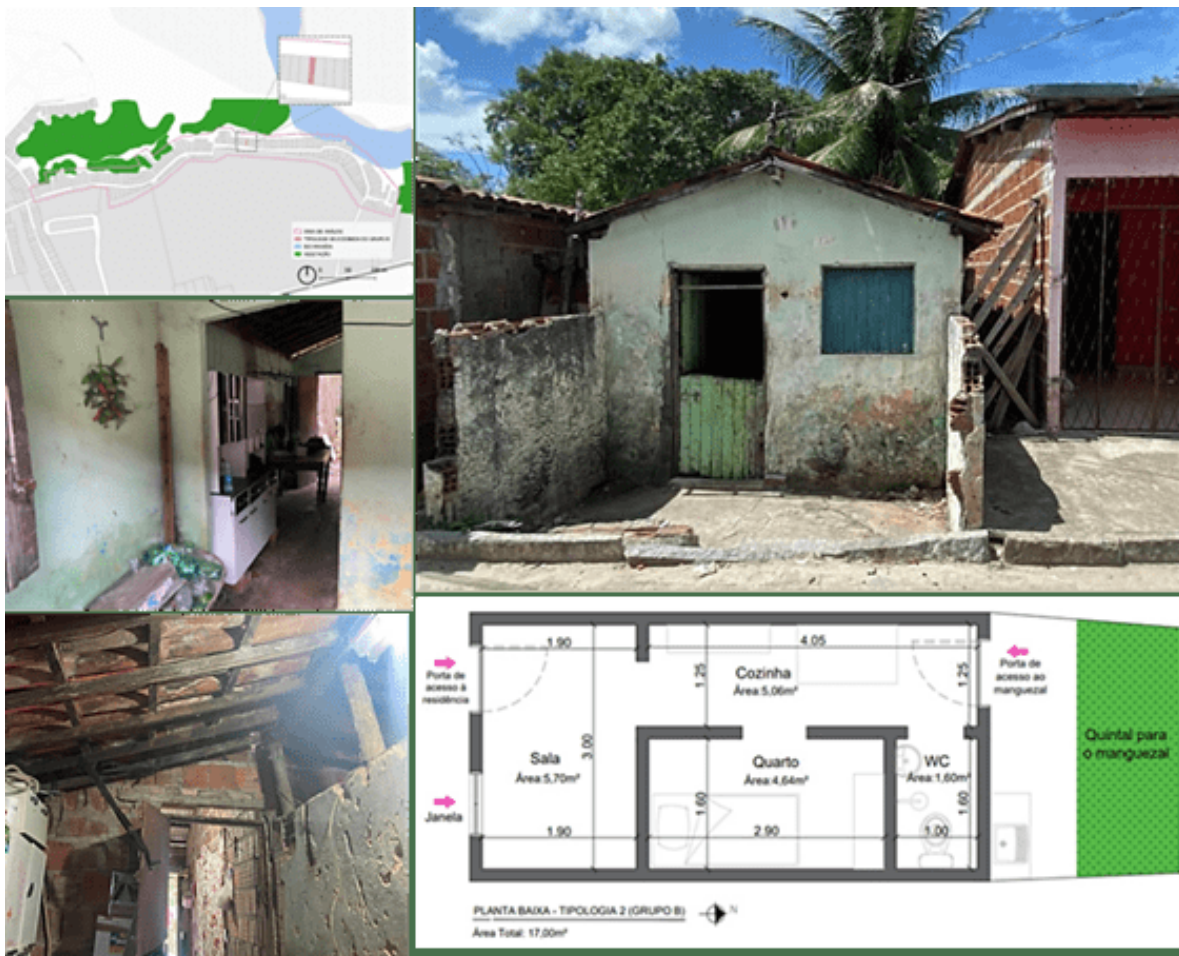 1.90
4.05
Porta de
acesso à
residência
1.25
Cozinha
Área:5,06m²
1.25
Porta de
acesso ao
manguezal
3.00
Sala
Área:5,70m²
Quarto
Área:4,64m²
WC
Área:1,60m²
Quintal para
o manguezal
Janela
1.60
1.60
1.90
2.90
1.00
PLANTA BAIXA - TIPOLOGIA 2 (GRUPO B)
N
Área Total: 17,00m²